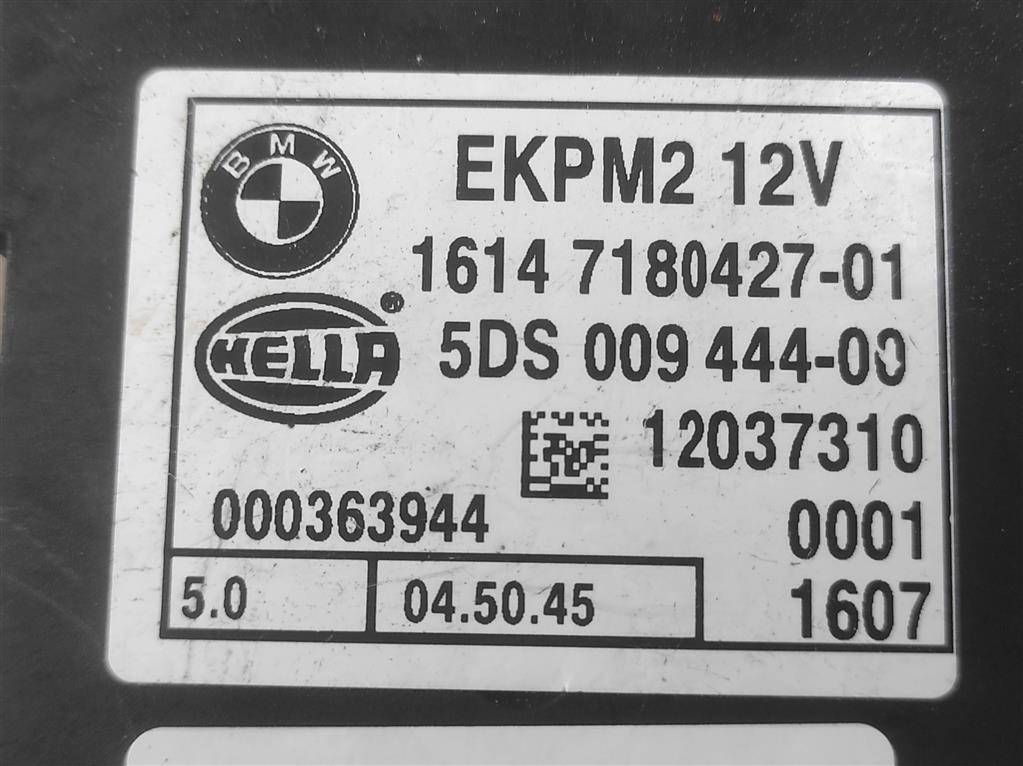 BMW
EKPM2 12V
1614 7180427-01
HELLA®
5DS 009 444-00
12037310
000363944
0001
5.0
04.50.45
1607